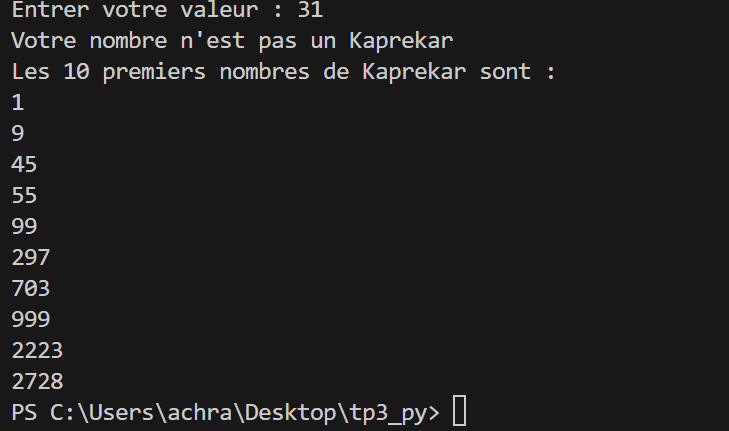 Entrer votre valeur : 31
Votre nombre n'est pas un Kaprekar
Les 10 premiers nombres de Kaprekar sont :
1
9
45
55
99
297
703
999
2223
2728
PS C:\Users\achra\Desktop\tp3_py>